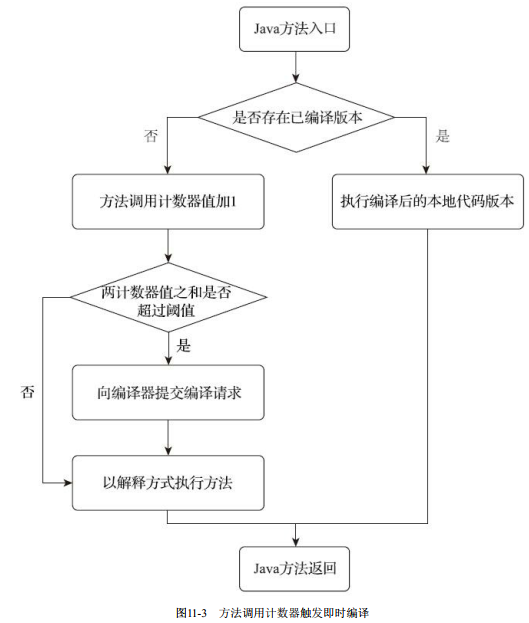 Java方法入口
是否存在已编译版本
否
是
方法调用计数器值加1
执行编译后的本地代码版本
两计数器值之和是否
超过阈值
是
否
向编译器提交编译请求
以解释方式执行方法
Java方法返回
图11-3 方法调用计数器触发即时编译